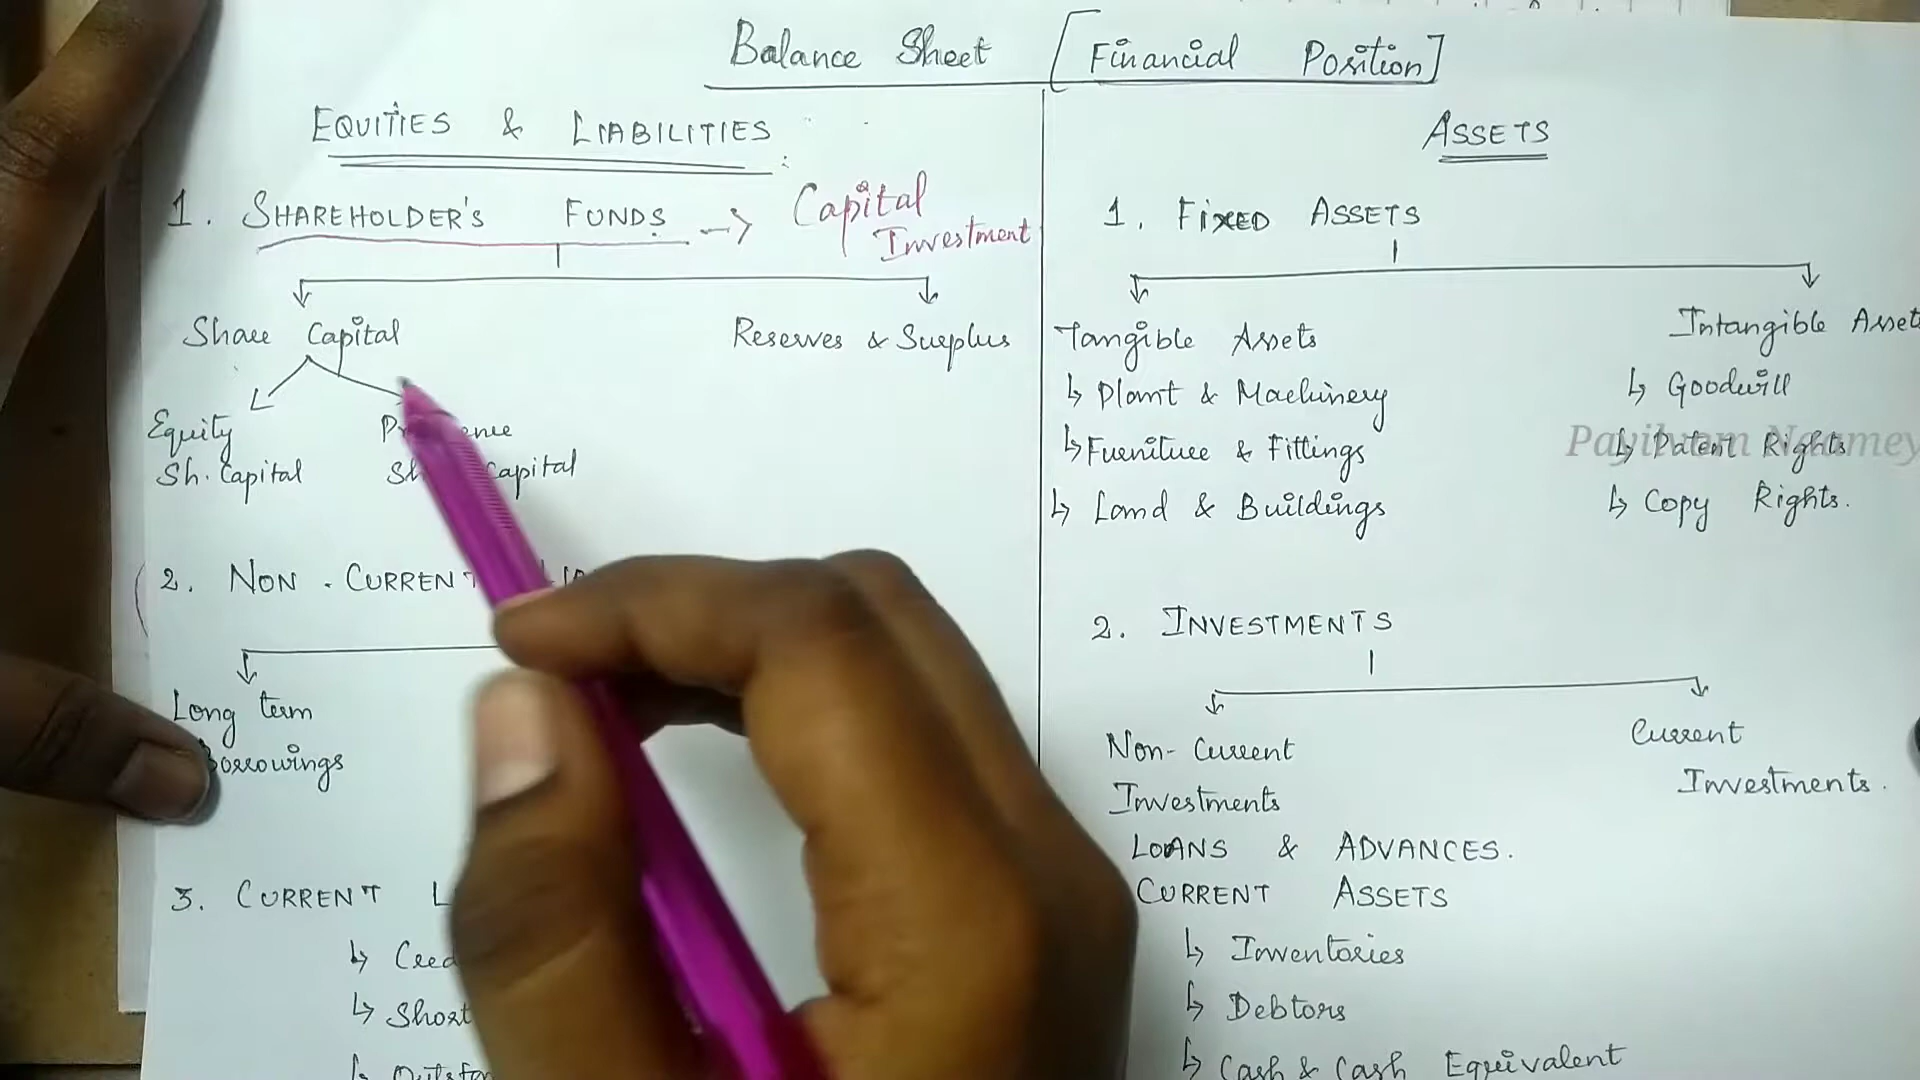 Balance Sheet [Financial Position]
EQUITIES & LIABILITIES
1. SHAREHOLDER'S FUNDS -> Capital
Investment
Share Capital
Reserves & Surplus
Equity
Sh. Capital
Capital
2. NON-CURRENT
Long term
Borrowings
3. CURRENT
Short
ASSETS
1. FIXED ASSETS
Tangible Assets
↳ Plant & Machinery
↳ Furniture & Fittings
↳ Land & Buildings
Intangible Asset
↳ Goodwill
↳ Patent Rights
↳ Copy Rights.
2. INVESTMENTS
Non-Current
Investments
Current
Investments.
LOANS & ADVANCES.
CURRENT ASSETS
↳ Inventories
↳ Debtors
↳ Cash & Cash Equivalent